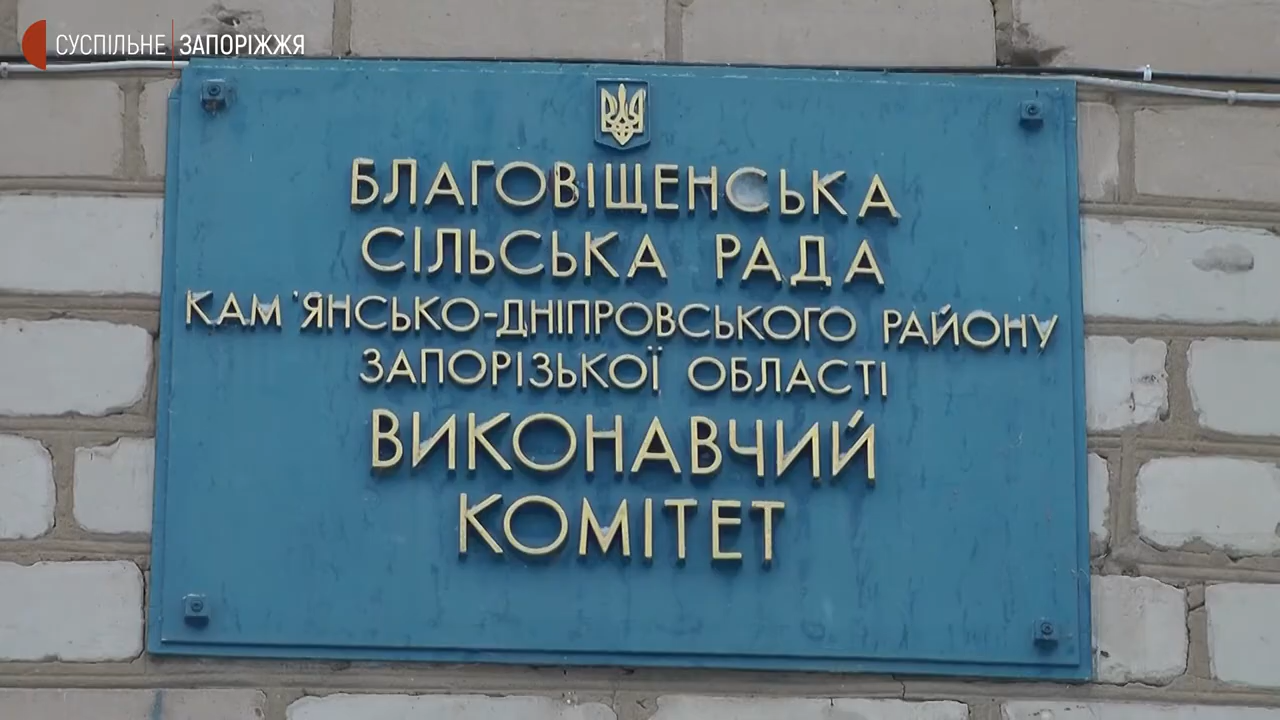 СУСПІЛЬНЕ ЗАПОРІЖЖЯ
БЛАГОВІЩЕНСЬКА
СІЛЬСЬКА РАДА
КАМ'ЯНСЬКО-ДНІПРОВСЬКОГО РАЙОНУ
ЗАПОРІЗЬКОЇ ОБЛАСТІ
ВИКОНАВЧИЙ
КОМІТЕТ